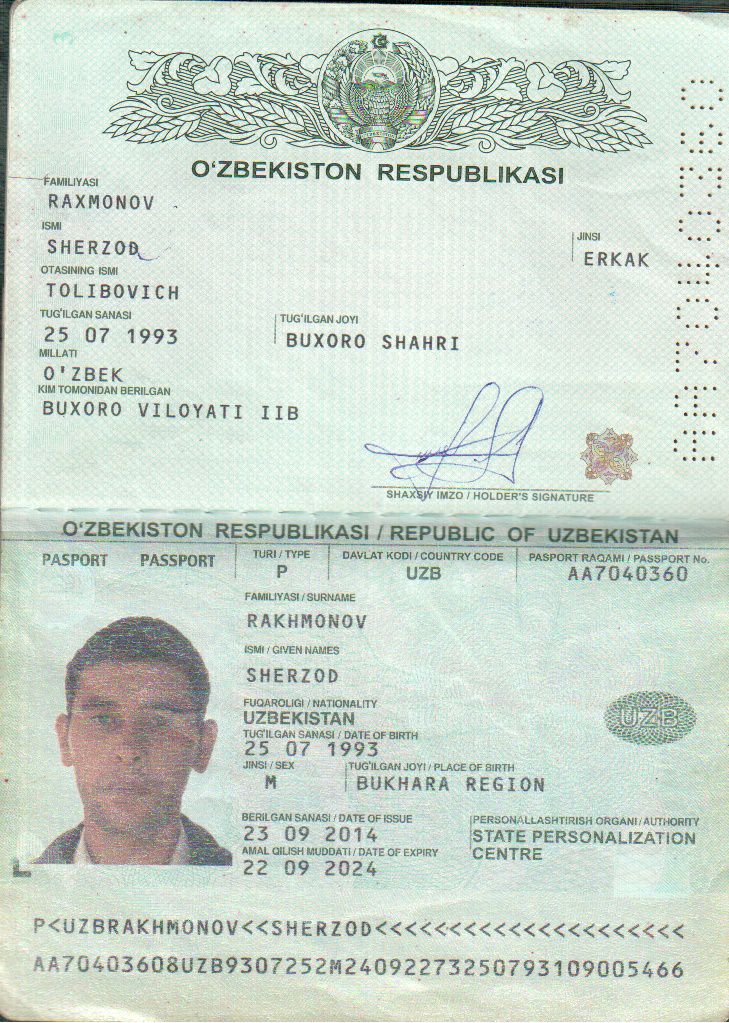 O'ZBEKISTON RESPUBLIKASI
FAMILIYASI
RAXMONOV
ISMI
SHERZOD
JINSI
ERKAK
OTASINING ISMI
TOLIBOVICH
TUG'ILGAN SANASI
25 07 1993
TUG'ILGAN JOYI
BUXORO SHAHRI
MILLATI
O'ZBEK
KIM TOMONIDAN BERILGAN
BUXORO VILOYATI IIB
AA7040360
SHAXSIY IMZO / HOLDER'S SIGNATURE
O'ZBEKISTON RESPUBLIKASI / REPUBLIC OF UZBEKISTAN
PASPORT PASSPORT
TURI / TYPE
P
DAVLAT KODI / COUNTRY CODE
UZB
PASPORT RAQAMI / PASSPORT No.
AA7040360
FAMILIYASI / SURNAME
RAKHMONOV
ISMI / GIVEN NAMES
SHERZOD
FUQAROLIGI / NATIONALITY
UZBEKISTAN
UZB
TUG'ILGAN SANASI / DATE OF BIRTH
25 07 1993
JINSI / SEX
M
TUG'ILGAN JOYI / PLACE OF BIRTH
BUKHARA REGION
BERILGAN SANASI / DATE OF ISSUE
23 09 2014
AMAL QILISH MUDDATI / DATE OF EXPIRY
22 09 2024
PERSONALLASHTIRISH ORGANI / AUTHORITY
STATE PERSONALIZATION
CENTRE
P<UZBRAKHMONOV<<SHERZOD<<<<<<<<<<<<<<<<<<<<<
AA70403608UZB9307252M24092273250793109005466